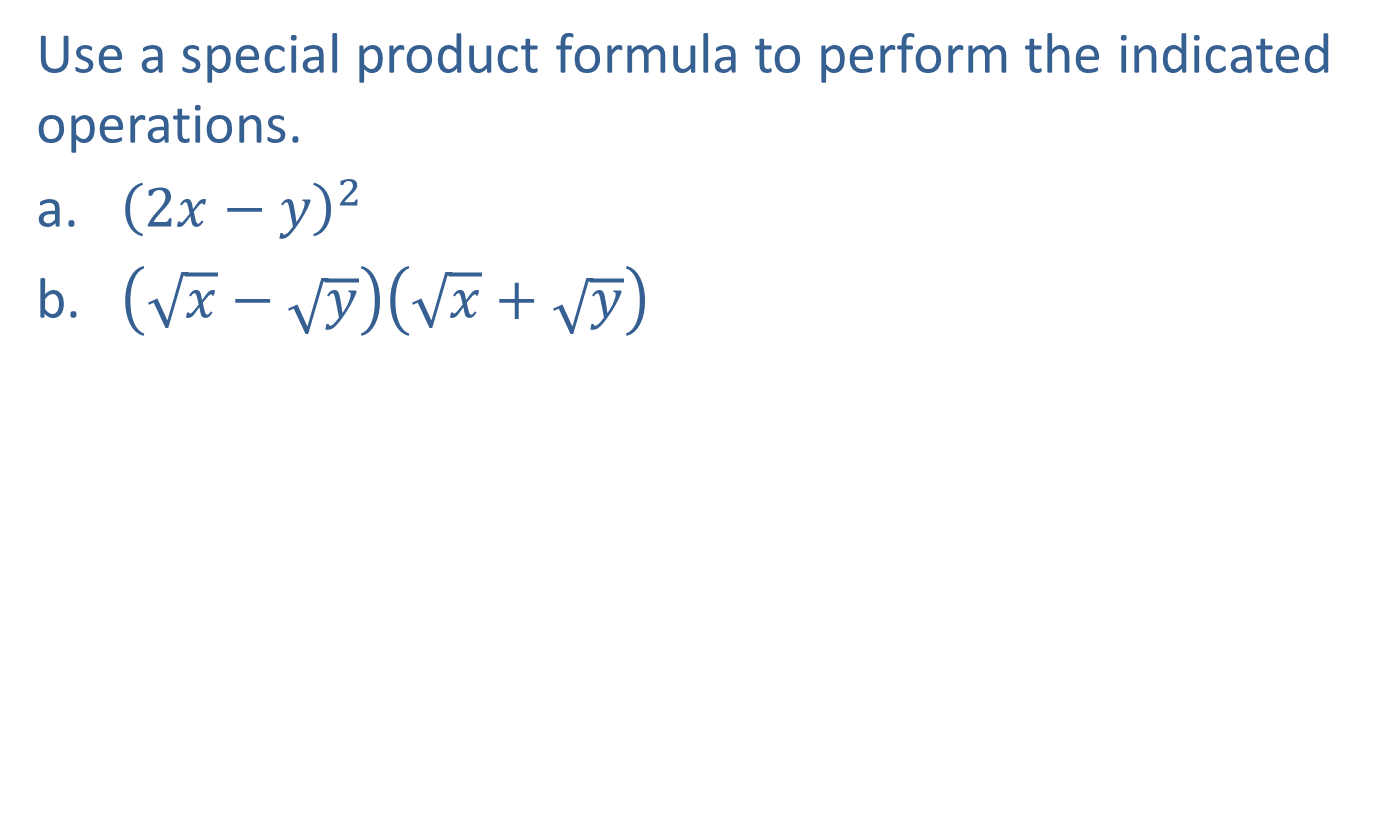 Use a special product formula to perform the indicated
operations.
a. (2x − y)²
b. (√x − √y)(√x + √y)